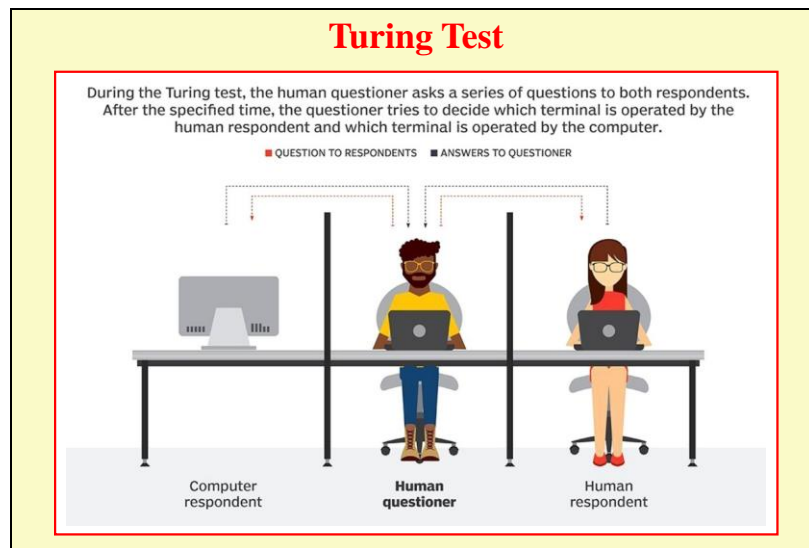 Turing Test
During the Turing test, the human questioner asks a series of questions to both respondents.
After the specified time, the questioner tries to decide which terminal is operated by the
human respondent and which terminal is operated by the computer.
QUESTION TO RESPONDENTS ANSWERS TO QUESTIONER
Computer respondent
Human questioner
Human respondent